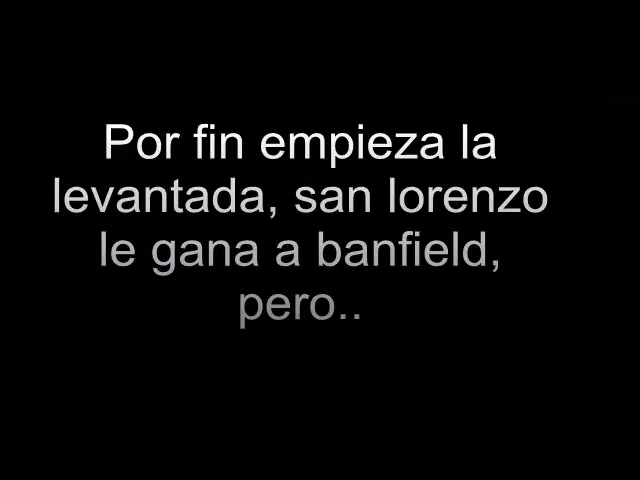 Por fin empieza la
levantada, san lorenzo
le gana a banfield,
pero..